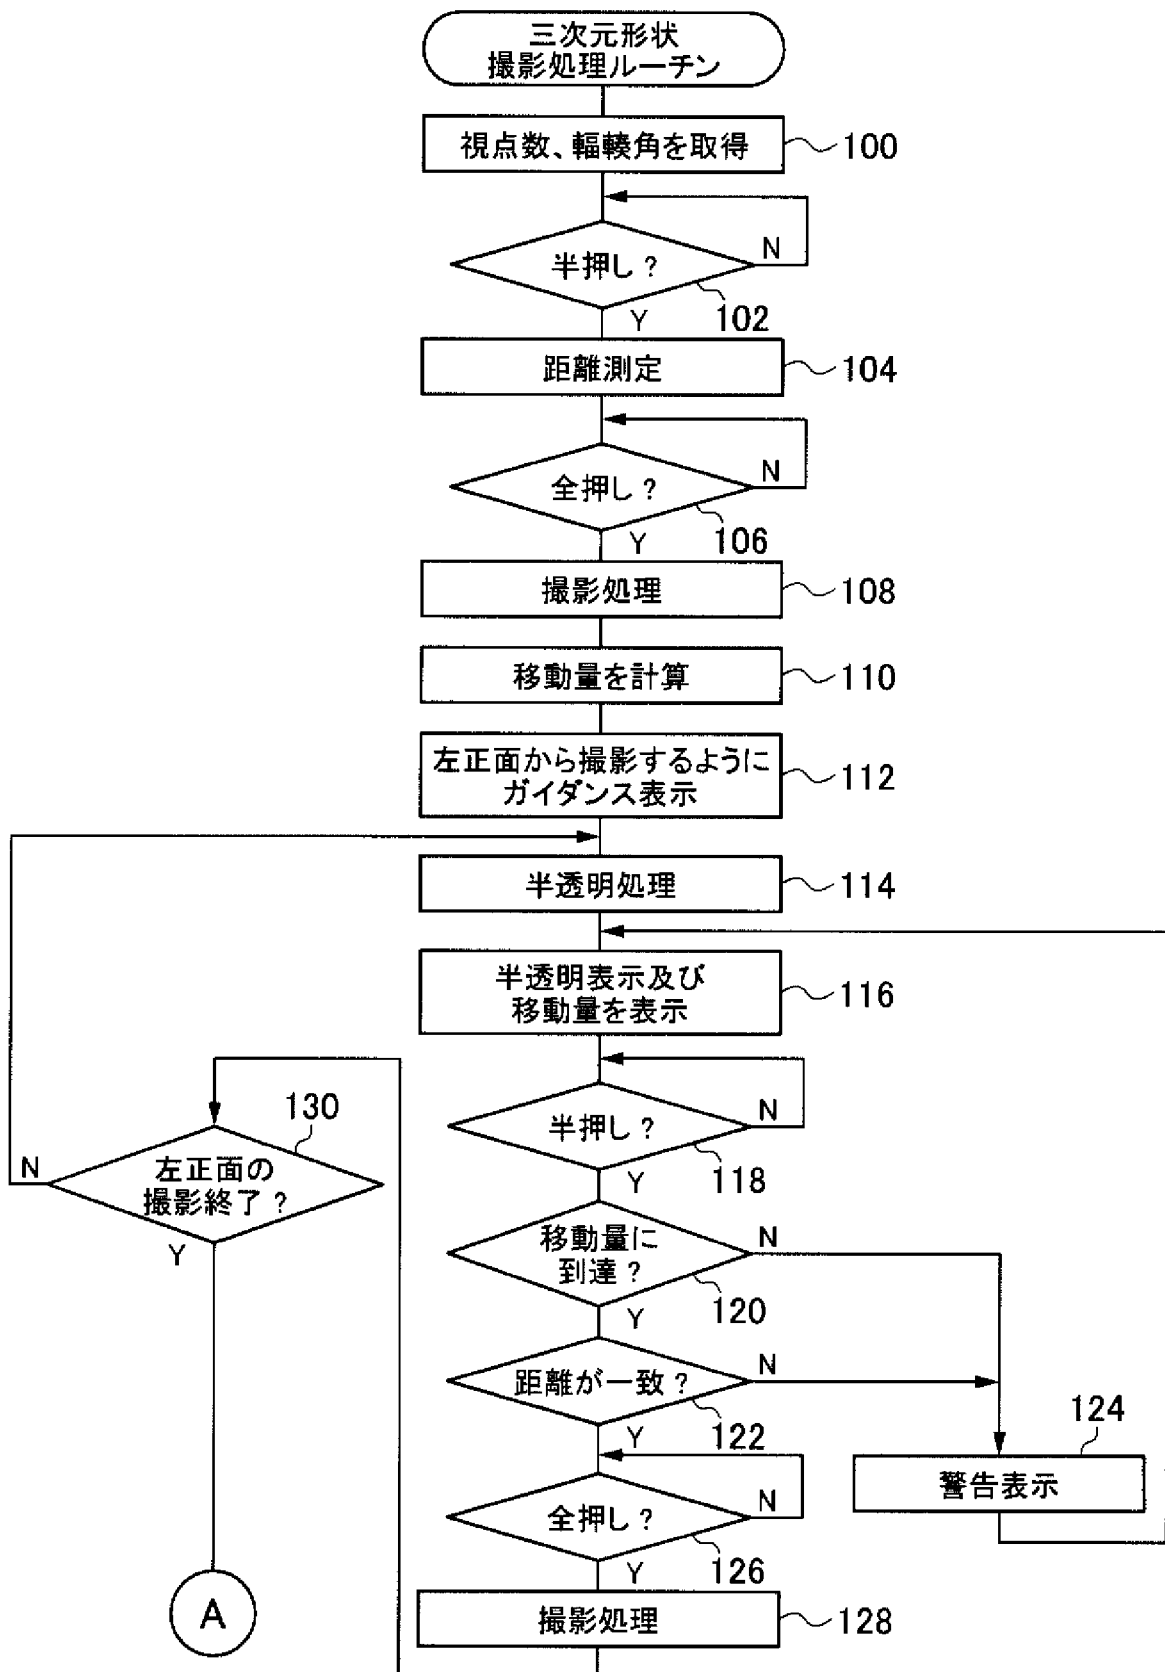 三次元形状
撮影処理ルーチン
視点数、輻輳角を取得
100
N
半押し？
102
Y
距離測定
104
N
全押し？
106
Y
撮影処理
108
移動量を計算
110
左正面から撮影するように
ガイダンス表示
112
半透明処理
114
半透明表示及び
移動量を表示
116
N
半押し？
118
Y
130
N
左正面の
撮影終了？
Y
N
移動量に
到達？
120
Y
N
距離が一致？
122
Y
124
警告表示
N
全押し？
126
Y
撮影処理
128
A